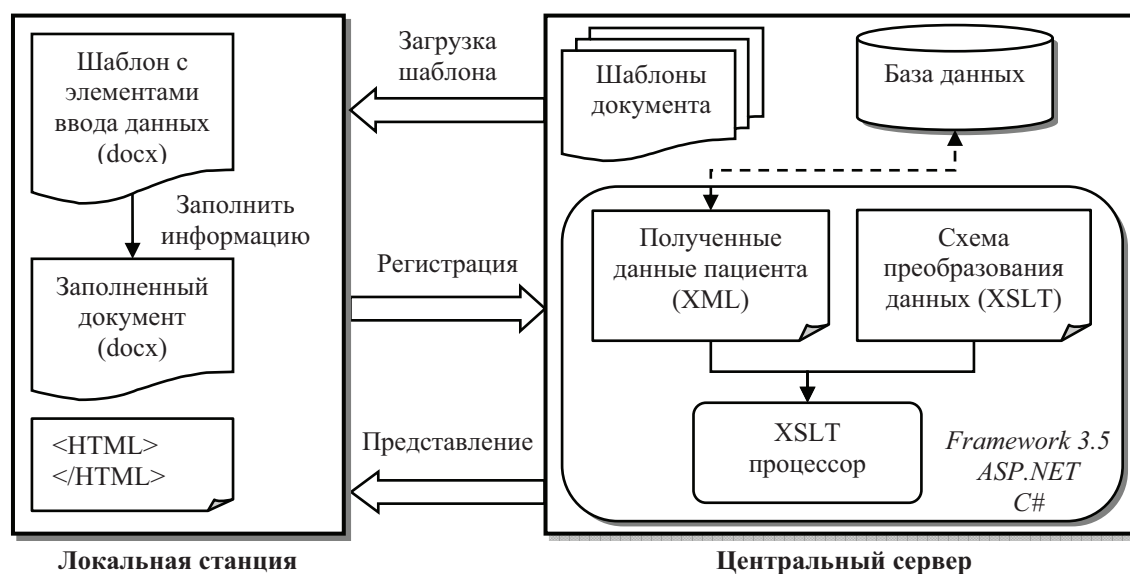 Шаблон с
элементами
ввода данных
(docx)
Заполнить
информацию
Заполненный
документ
(docx)
<HTML>
</HTML>
Локальная станция
Загрузка
шаблона
Регистрация
Представление
Шаблоны
документа
База данных
Полученные
данные пациента
(XML)
Схема
преобразования
данных (XSLT)
XSLT
процессор
Framework 3.5
ASP.NET
C#
Центральный сервер